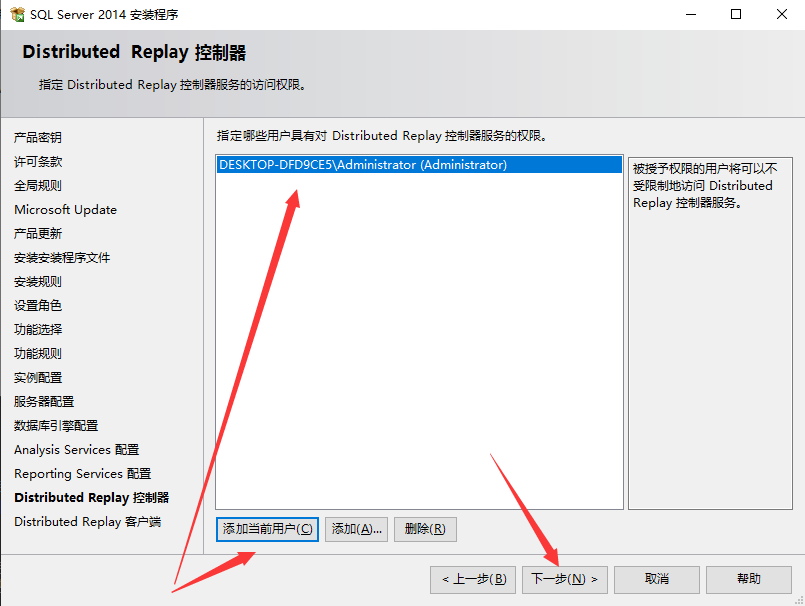 SQL Server 2014 安装程序
Distributed Replay 控制器
指定 Distributed Replay 控制器服务的访问权限。
产品密钥
许可条款
全局规则
Microsoft Update
产品更新
安装安装程序文件
安装规则
设置角色
功能选择
功能规则
实例配置
服务器配置
数据库引擎配置
Analysis Services 配置
Reporting Services 配置
Distributed Replay 控制器
Distributed Replay 客户端
指定哪些用户具有对 Distributed Replay 控制器服务的权限。
DESKTOP-DFD9CE5\Administrator (Administrator)
被授予权限的用户将可以不
受限制地访问 Distributed
Replay 控制器服务。
添加当前用户(C) 添加(A)... 删除(R)
< 上一步(B) 下一步(N) > 取消 帮助